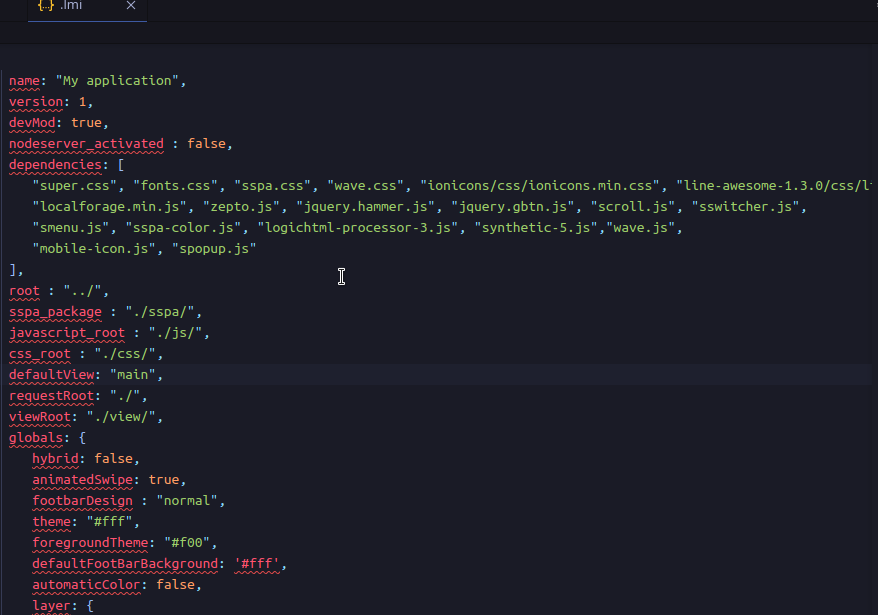 {..} .lmi ×
name: "My application",
version: 1,
devMod: true,
nodeserver_activated : false,
dependencies: [
"super.css", "fonts.css", "sspa.css", "wave.css", "ionicons/css/ionicons.min.css", "line-awesome-1.3.0/css/l
"localforage.min.js", "zepto.js", "jquery.hammer.js", "jquery.gbtn.js", "scroll.js", "sswitcher.js",
"smenu.js", "sspa-color.js", "logichtml-processor-3.js", "synthetic-5.js","wave.js",
"mobile-icon.js", "spopup.js"
],
root : "../",
sspa_package : "./sspa/",
javascript_root : "./js/",
css_root : "./css/",
defaultView: "main",
requestRoot: "./",
viewRoot: "./view/",
globals: {
hybrid: false,
animatedSwipe: true,
footbarDesign : "normal",
theme: "#fff",
foregroundTheme: "#f00",
defaultFootBarBackground: '#fff',
automaticColor: false,
layer: {